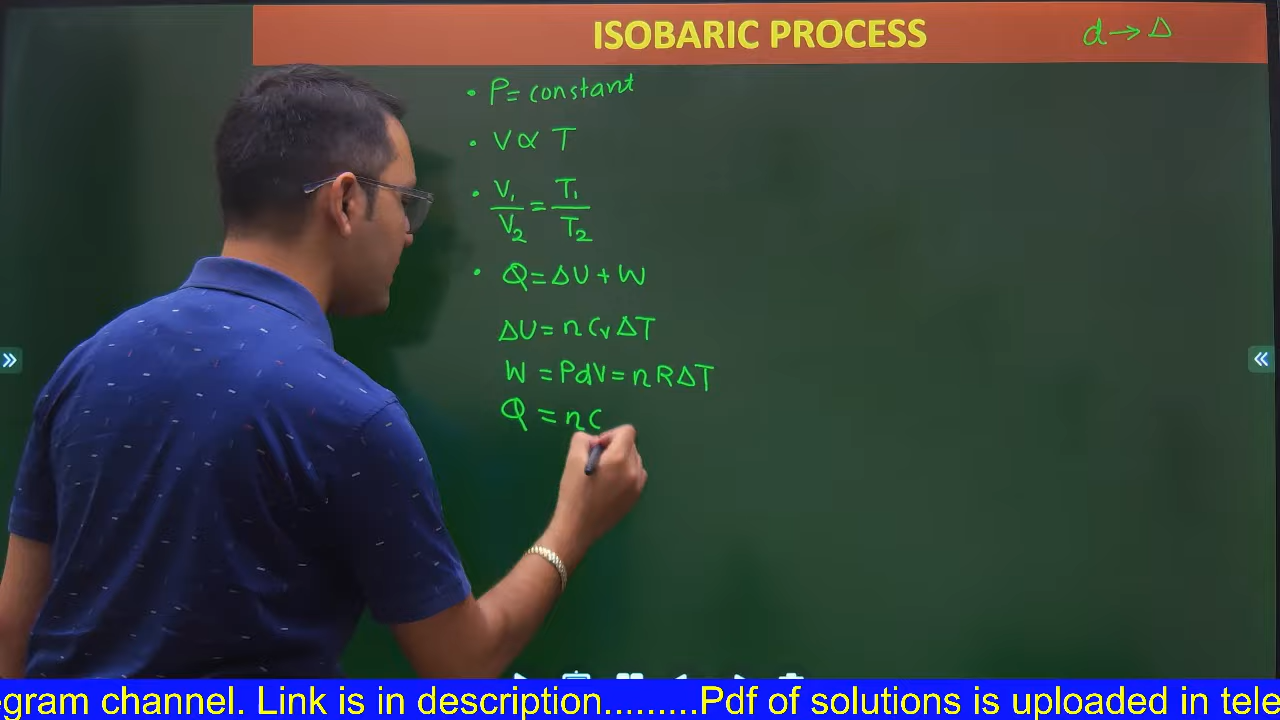 ISOBARIC PROCESS
d → Δ
• P = constant
• V ∝ T
• V₁/V₂ = T₁/T₂
• Q = ΔU + W
ΔU = nCᵥΔT
W = PdV = nRΔT
Q = nC
»
«
egram channel. Link is in description.........Pdf of solutions is uploaded in tele